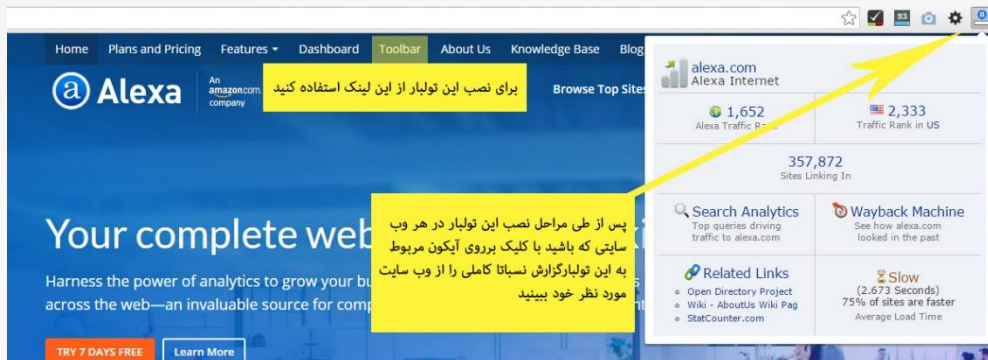 Home Plans and Pricing Features Dashboard Toolbar About Us Knowledge Base Blog
a Alexa
An
amazon.com
company
برای نصب این تولبار از این لینک استفاده کنید
Browse Top Sites
alexa.com
Alexa Internet
1,652
Alexa Traffic Rank
2,333
Traffic Rank in US
357,872
Sites Linking In
Search Analytics
Top queries driving
traffic to alexa.com
Wayback Machine
See how alexa.com
looked in the past
Related Links
Open Directory Project
Wiki - AboutUs Wiki Pag
StatCounter.com
Slow
(2.673 Seconds)
75% of sites are faster
Average Load Time
پس از طی مراحل نصب این تولبار در هر وب
سایتی که باشید با کلیک برروی آیکون مربوط
به این تولبارگزارش نسباتا کاملی را از وب سایت
مورد نظر خود ببینید
Your complete web
Harness the power of analytics to grow your
across the web—an invaluable source for
TRY 7 DAYS FREE
Learn More
93